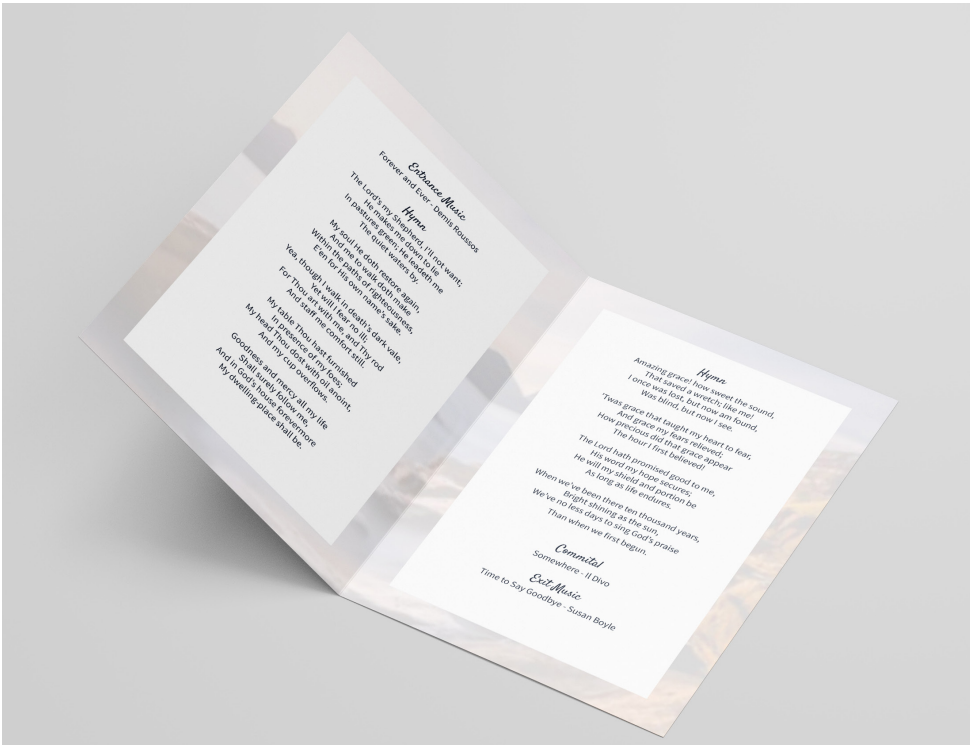 Entrance Music
Forever and Ever - Demis Roussos
Hymn
The Lord's my Shepherd, I'll not want;
He makes me down to lie
In pastures green; He leadeth me
The quiet waters by.
My soul He doth restore again,
And me to walk doth make
Within the paths of righteousness,
E'en for His own name's sake.
Yea, though I walk in death's dark vale,
Yet will I fear no ill;
For Thou art with me, and Thy rod
And staff me comfort still.
My table Thou hast furnished
In presence of my foes;
My head Thou dost with oil anoint,
And my cup overflows.
Goodness and mercy all my life
Shall surely follow me,
And in God's house forevermore
My dwelling-place shall be.
Hymn
Amazing grace! how sweet the sound,
That saved a wretch; like me!
I once was lost, but now am found,
Was blind, but now I see.
'Twas grace that taught my heart to fear,
And grace my fears relieved;
How precious did that grace appear
The hour I first believed!
The Lord hath promised good to me,
His word my hope secures;
He will my shield and portion be
As long as life endures.
When we've been there ten thousand years,
Bright shining as the sun,
We've no less days to sing God's praise
Than when we first begun.
Commital
Somewhere - Il Divo
Exit Music
Time to Say Goodbye - Susan Boyle